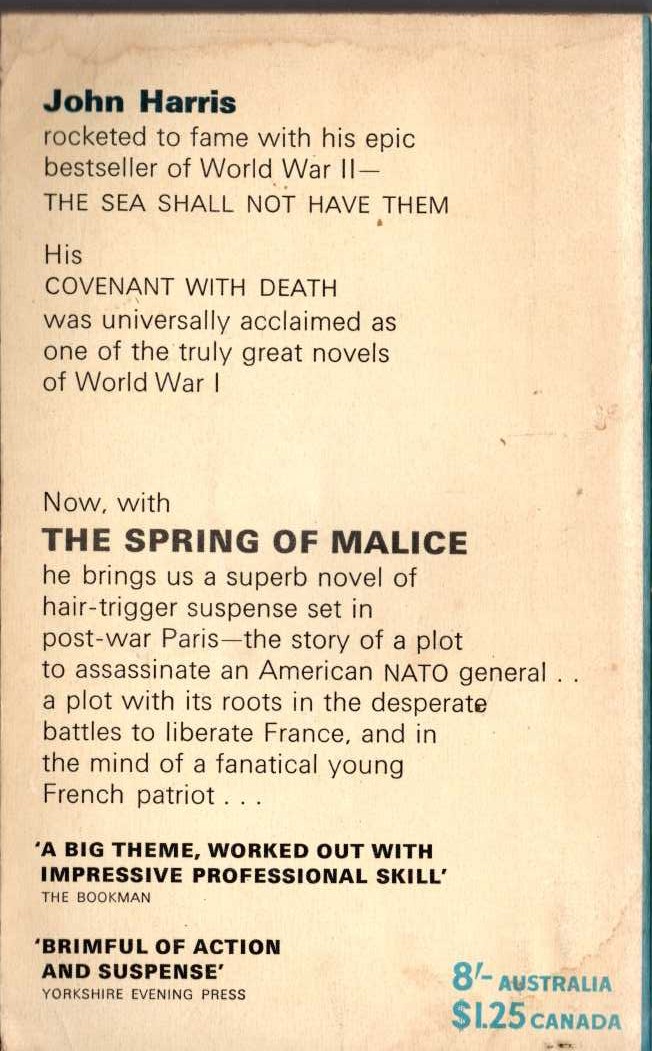 John Harris
rocketed to fame with his epic
bestseller of World War II—
THE SEA SHALL NOT HAVE THEM
His
COVENANT WITH DEATH
was universally acclaimed as
one of the truly great novels
of World War I
Now, with
THE SPRING OF MALICE
he brings us a superb novel of
hair-trigger suspense set in
post-war Paris—the story of a plot
to assassinate an American NATO general . .
a plot with its roots in the desperate
battles to liberate France, and in
the mind of a fanatical young
French patriot . . .
‘A BIG THEME, WORKED OUT WITH
IMPRESSIVE PROFESSIONAL SKILL’
THE BOOKMAN
‘BRIMFUL OF ACTION
AND SUSPENSE’
YORKSHIRE EVENING PRESS
8’– AUSTRALIA
$1.25 CANADA